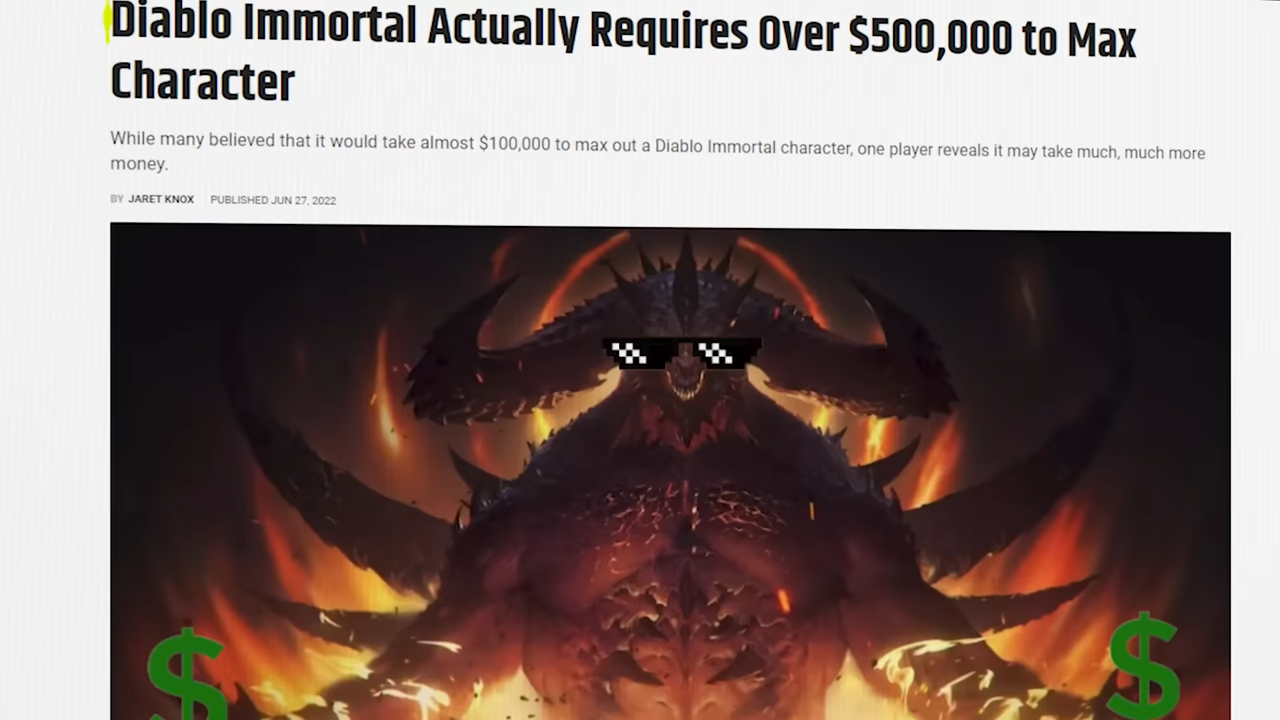 Diablo Immortal Actually Requires Over $500,000 to Max
Character
While many believed that it would take almost $100,000 to max out a Diablo Immortal character, one player reveals it may take much, much more
money.
BY JARET KNOX PUBLISHED JUN 27, 2022
$ $